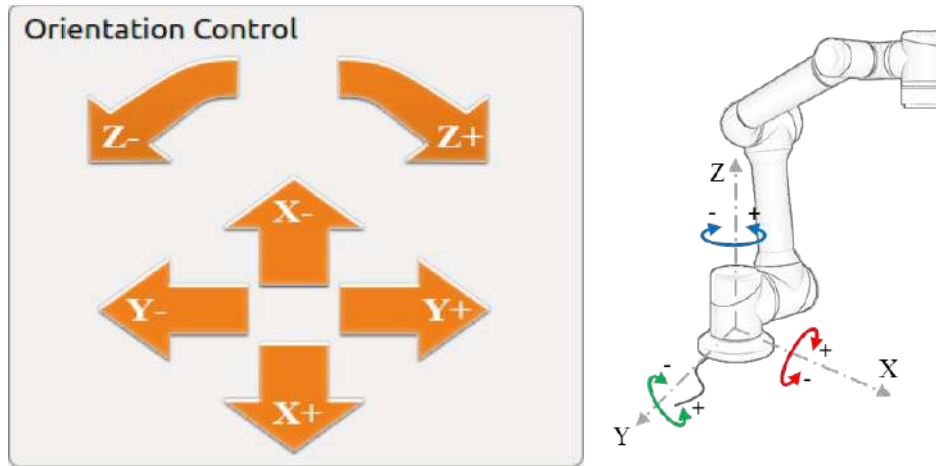 Orientation Control
Z-
Z+
X-
Y-
Y+
X+
Z
- +
+
-
X
-
+
Y